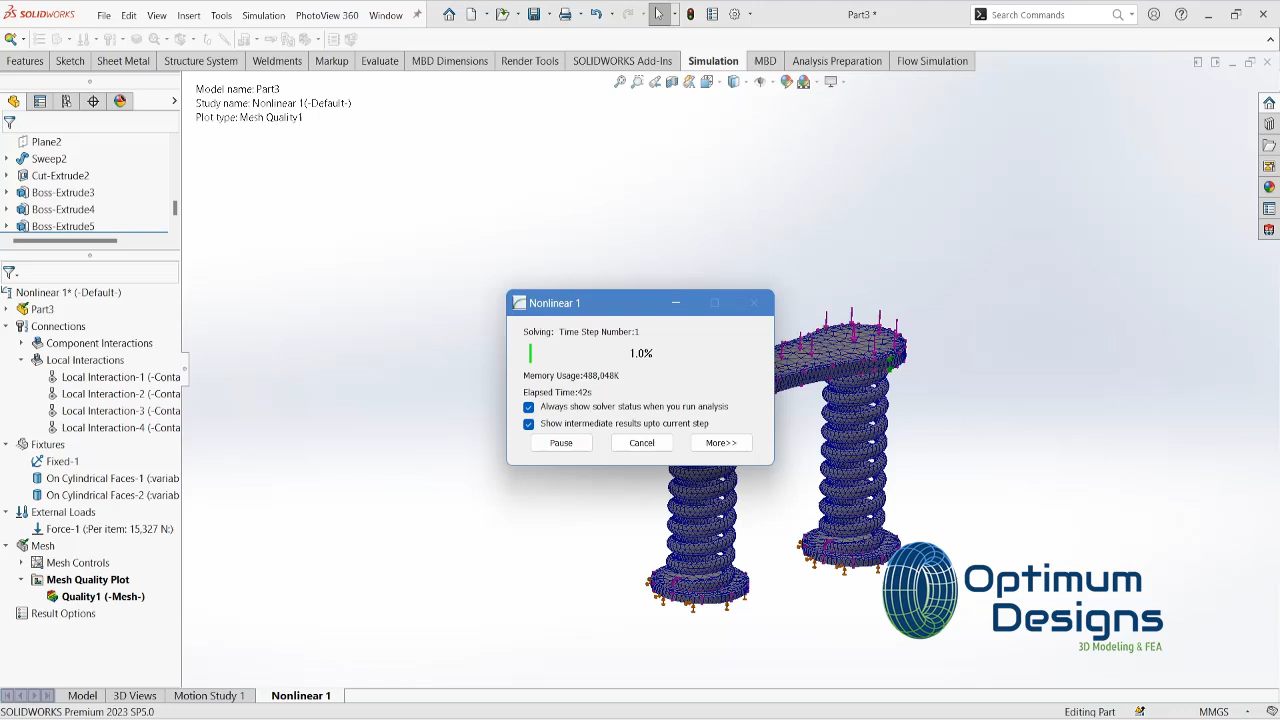 SOLIDWORKS File Edit View Insert Tools Simulation PhotoView 360 Window Part3 * Search Commands
Features Sketch Sheet Metal Structure System Weldments Markup Evaluate MBD Dimensions Render Tools SOLIDWORKS Add-Ins Simulation MBD Analysis Preparation Flow Simulation
Model name: Part3
Study name: Nonlinear 1(-Default-)
Plot type: Mesh Quality1
Plane2
Sweep2
Cut-Extrude2
Boss-Extrude3
Boss-Extrude4
Boss-Extrude5
Nonlinear 1* (-Default-)
Part3
Connections
Component Interactions
Local Interactions
Local Interaction-1 (-Conta
Local Interaction-2 (-Conta
Local Interaction-3 (-Conta
Local Interaction-4 (-Conta
Fixtures
Fixed-1
On Cylindrical Faces-1 (:variab
On Cylindrical Faces-2 (:variab
External Loads
Force-1 (:Per item: 15,327 N:)
Mesh
Mesh Controls
Mesh Quality Plot
Quality1 (-Mesh-)
Result Options
Nonlinear 1
Solving: Time Step Number:1
1.0%
Memory Usage:488,048K
Elapsed Time:42s
Always show solver status when you run analysis
Show intermediate results upto current step
Pause Cancel More>>
Optimum
Designs
3D Modeling & FEA
Model 3D Views Motion Study 1 Nonlinear 1
SOLIDWORKS Premium 2023 SP5.0 Editing Part MMGS